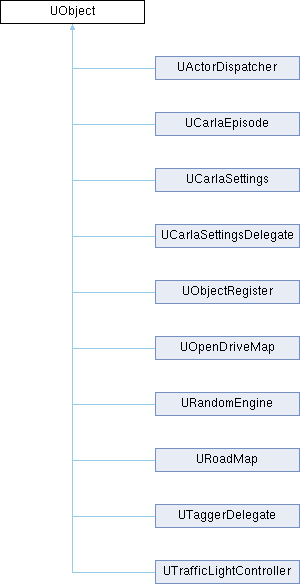 UObject
UActorDispatcher
UCarlaEpisode
UCarlaSettings
UCarlaSettingsDelegate
UObjectRegister
UOpenDriveMap
URandomEngine
URoadMap
UTaggerDelegate
UTrafficLightController